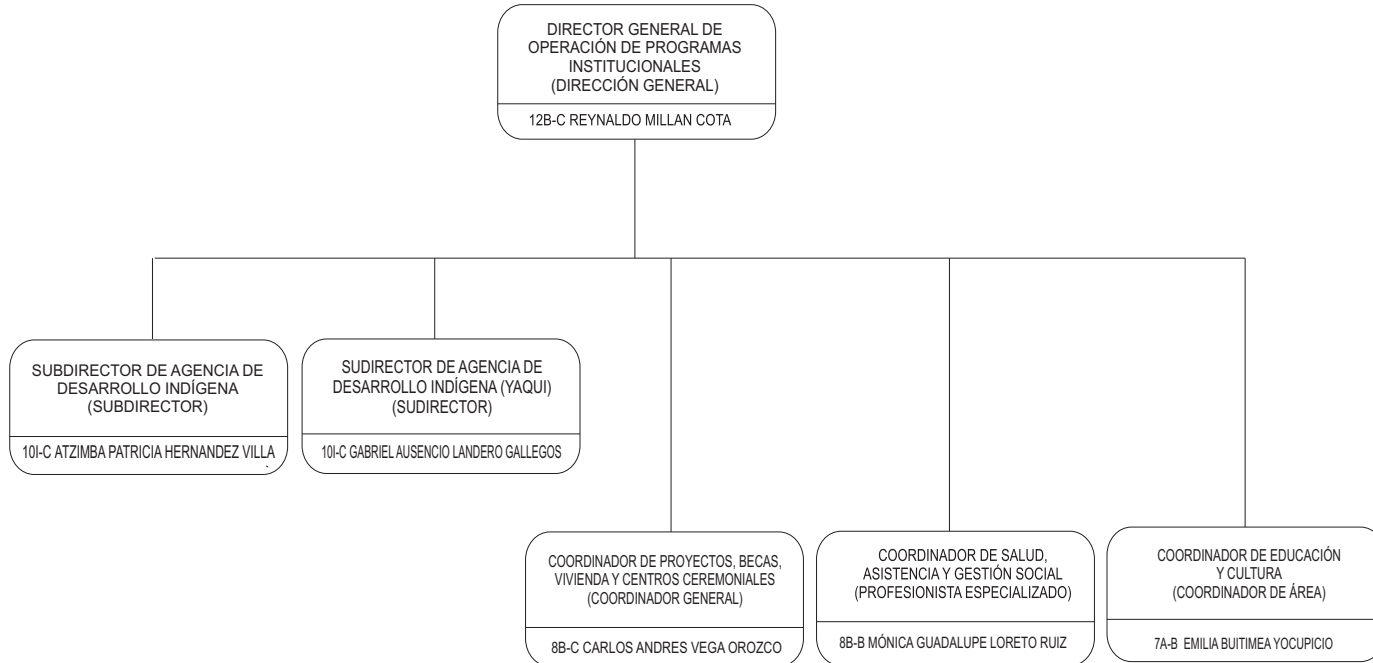 DIRECTOR GENERAL DE
OPERACIÓN DE PROGRAMAS
INSTITUCIONALES
(DIRECCIÓN GENERAL)
12B-C REYNALDO MILLAN COTA
SUBDIRECTOR DE AGENCIA DE
DESARROLLO INDÍGENA
(SUBDIRECTOR)
10I-C ATZIMBA PATRICIA HERNANDEZ VILLA
SUDIRECTOR DE AGENCIA DE
DESARROLLO INDÍGENA (YAQUI)
(SUDIRECTOR)
10I-C GABRIEL AUSENCIO LANDERO GALLEGOS
COORDINADOR DE PROYECTOS, BECAS,
VIVIENDA Y CENTROS CEREMONIALES
(COORDINADOR GENERAL)
8B-C CARLOS ANDRES VEGA OROZCO
COORDINADOR DE SALUD,
ASISTENCIA Y GESTIÓN SOCIAL
(PROFESIONISTA ESPECIALIZADO)
8B-B MÓNICA GUADALUPE LORETO RUIZ
COORDINADOR DE EDUCACIÓN
Y CULTURA
(COORDINADOR DE ÁREA)
7A-B EMILIA BUITIMEA YOCUPICIO